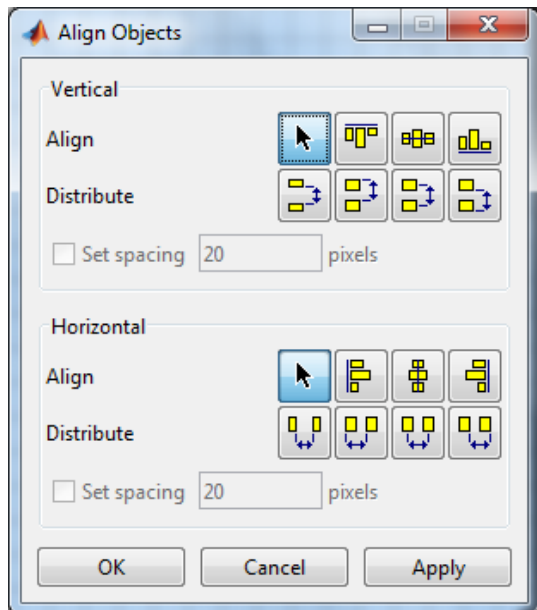 Align Objects
Vertical
Align
Distribute
Set spacing 20 pixels
Horizontal
Align
Distribute
Set spacing 20 pixels
OK Cancel Apply